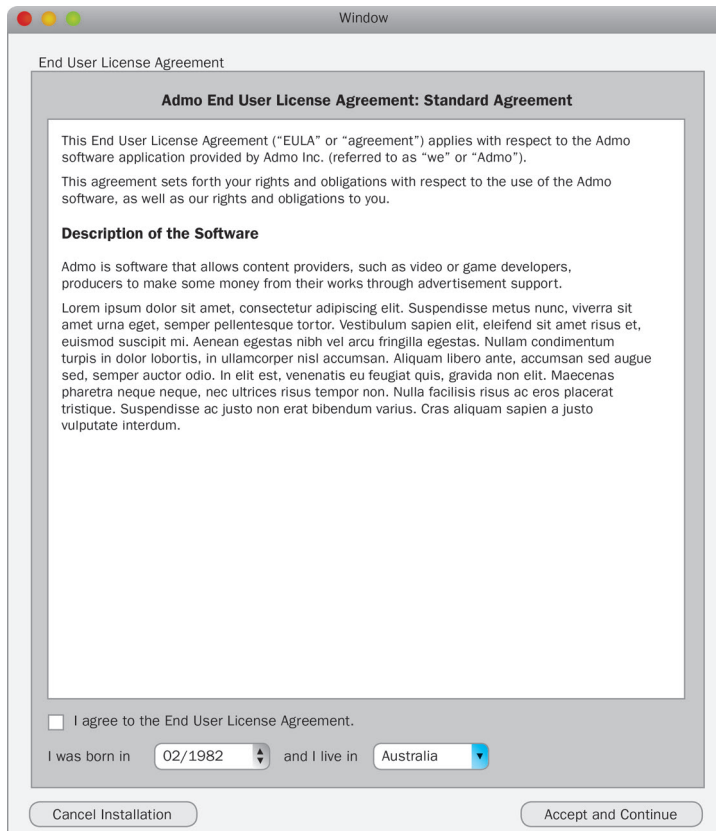 Window
End User License Agreement
Admo End User License Agreement: Standard Agreement
This End User License Agreement (“EULA” or “agreement”) applies with respect to the Admo
software application provided by Admo Inc. (referred to as “we” or “Admo”).
This agreement sets forth your rights and obligations with respect to the use of the Admo
software, as well as our rights and obligations to you.
Description of the Software
Admo is software that allows content providers, such as video or game developers,
producers to make some money from their works through advertisement support.
Lorem ipsum dolor sit amet, consectetur adipiscing elit. Suspendisse metus nunc, viverra sit
amet urna eget, semper pellentesque tortor. Vestibulum sapien elit, eleifend sit amet risus et,
euismod suscipit mi. Aenean egestas nibh vel arcu fringilla egestas. Nullam condimentum
turpis in dolor lobortis, in ullamcorper nisl accumsan. Aliquam libero ante, accumsan sed augue
sed, semper auctor odio. In elit est, venenatis eu feugiat quis, gravida non elit. Maecenas
pharetra neque neque, nec ultrices risus tempor non. Nulla facilisis risus ac eros placerat
tristique. Suspendisse ac justo non erat bibendum varius. Cras aliquam sapien a justo
vulputate interdum.
I agree to the End User License Agreement.
I was born in 02/1982 and I live in Australia
Cancel Installation Accept and Continue